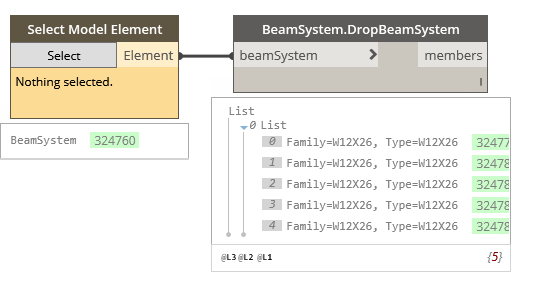 Select Model Element
Select
Element
Nothing selected.
BeamSystem 324760
BeamSystem.DropBeamSystem
beamSystem > members
l
List
0 List
0 Family=W12X26, Type=W12X26 32477
1 Family=W12X26, Type=W12X26 32478
2 Family=W12X26, Type=W12X26 32478
3 Family=W12X26, Type=W12X26 32478
4 Family=W12X26, Type=W12X26 32478
@L3 @L2 @L1 {5}